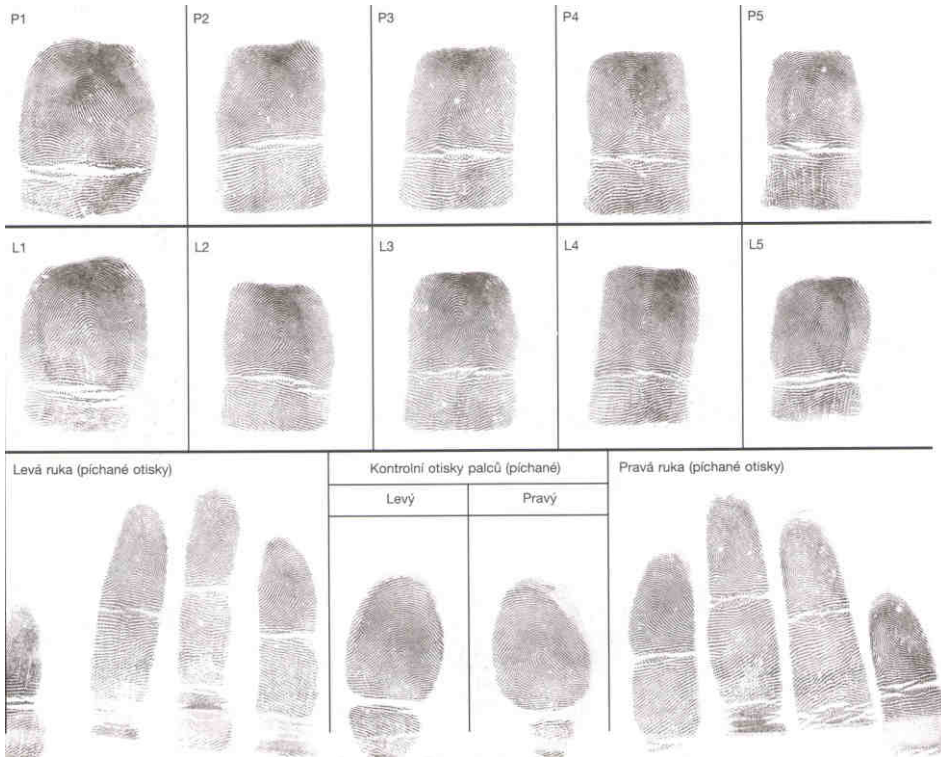 P1
P2
P3
P4
P5
L1
L2
L3
L4
L5
Levá ruka (píchané otisky)
Kontrolní otisky palců (píchané)
Levý
Pravý
Pravá ruka (píchané otisky)